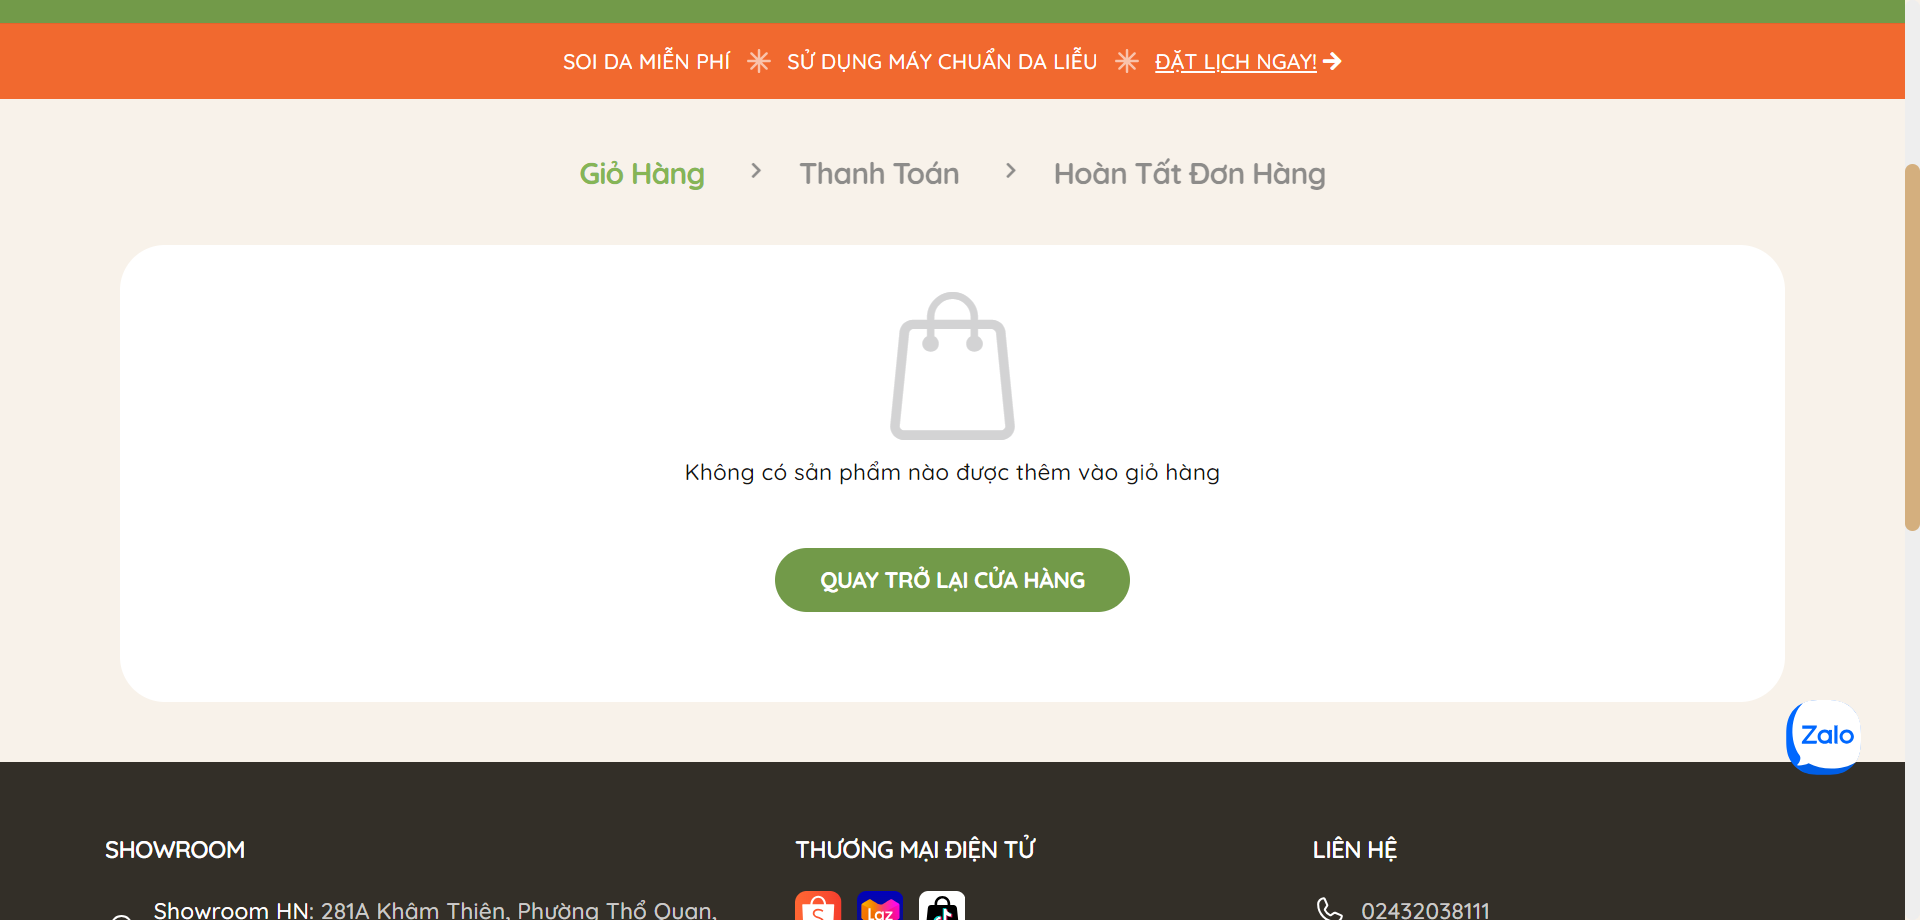 SOI DA MIỄN PHÍ SỬ DỤNG MÁY CHUẨN DA LIỄU ĐẶT LỊCH NGAY!
Giỏ Hàng Thanh Toán Hoàn Tất Đơn Hàng
Không có sản phẩm nào được thêm vào giỏ hàng
QUAY TRỞ LẠI CỬA HÀNG
Zalo
SHOWROOM THƯƠNG MẠI ĐIỆN TỬ LIÊN HỆ
Showroom HN: 281A Khâm Thiên, Phường Thổ Quan, Laz 02432038111